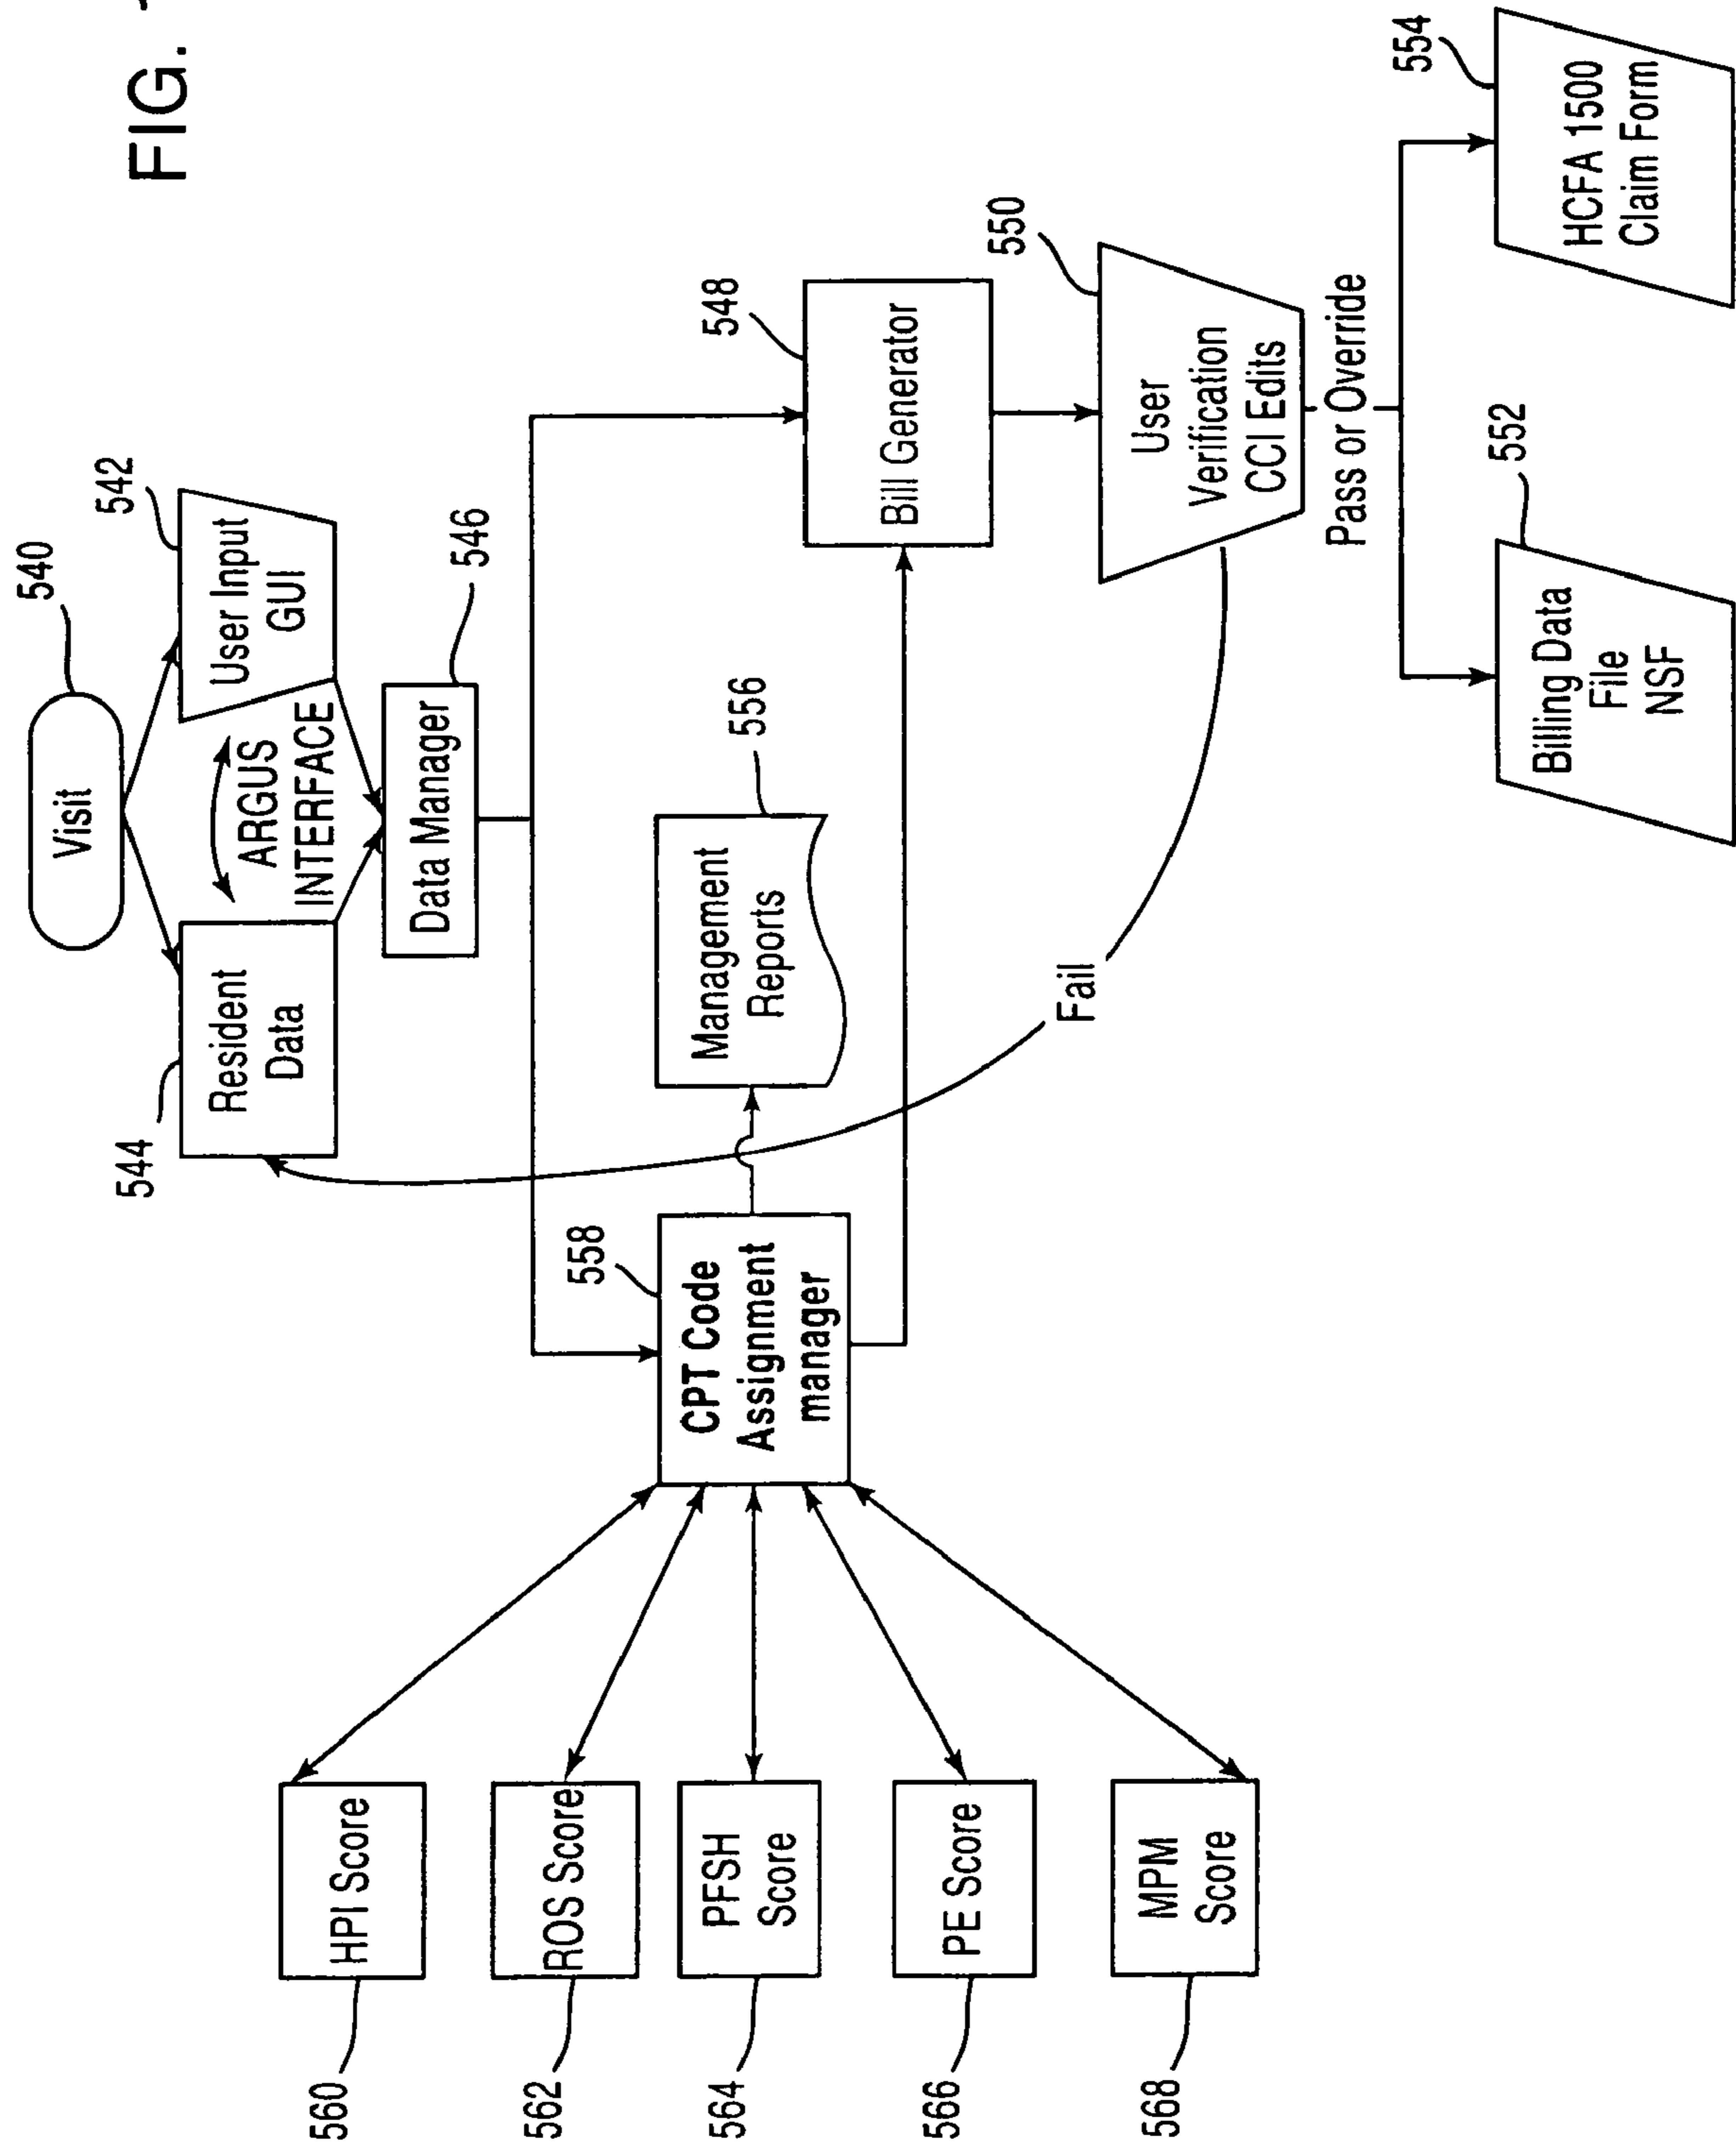 FIG.
540
Visit
542
User Input
GUI
544
Resident
Data
ARGUS
INTERFACE
546
Data Manager
548
Bill Generator
550
User
Verification
CCI Edits
Pass or Override
552
Billing Data
File
NSF
554
HCFA 1500
Claim Form
556
Management
Reports
Fail
558
CPT Code
Assignment
manager
560
HPI Score
562
ROS Score
564
PFSH
Score
566
PE Score
568
MPM
Score